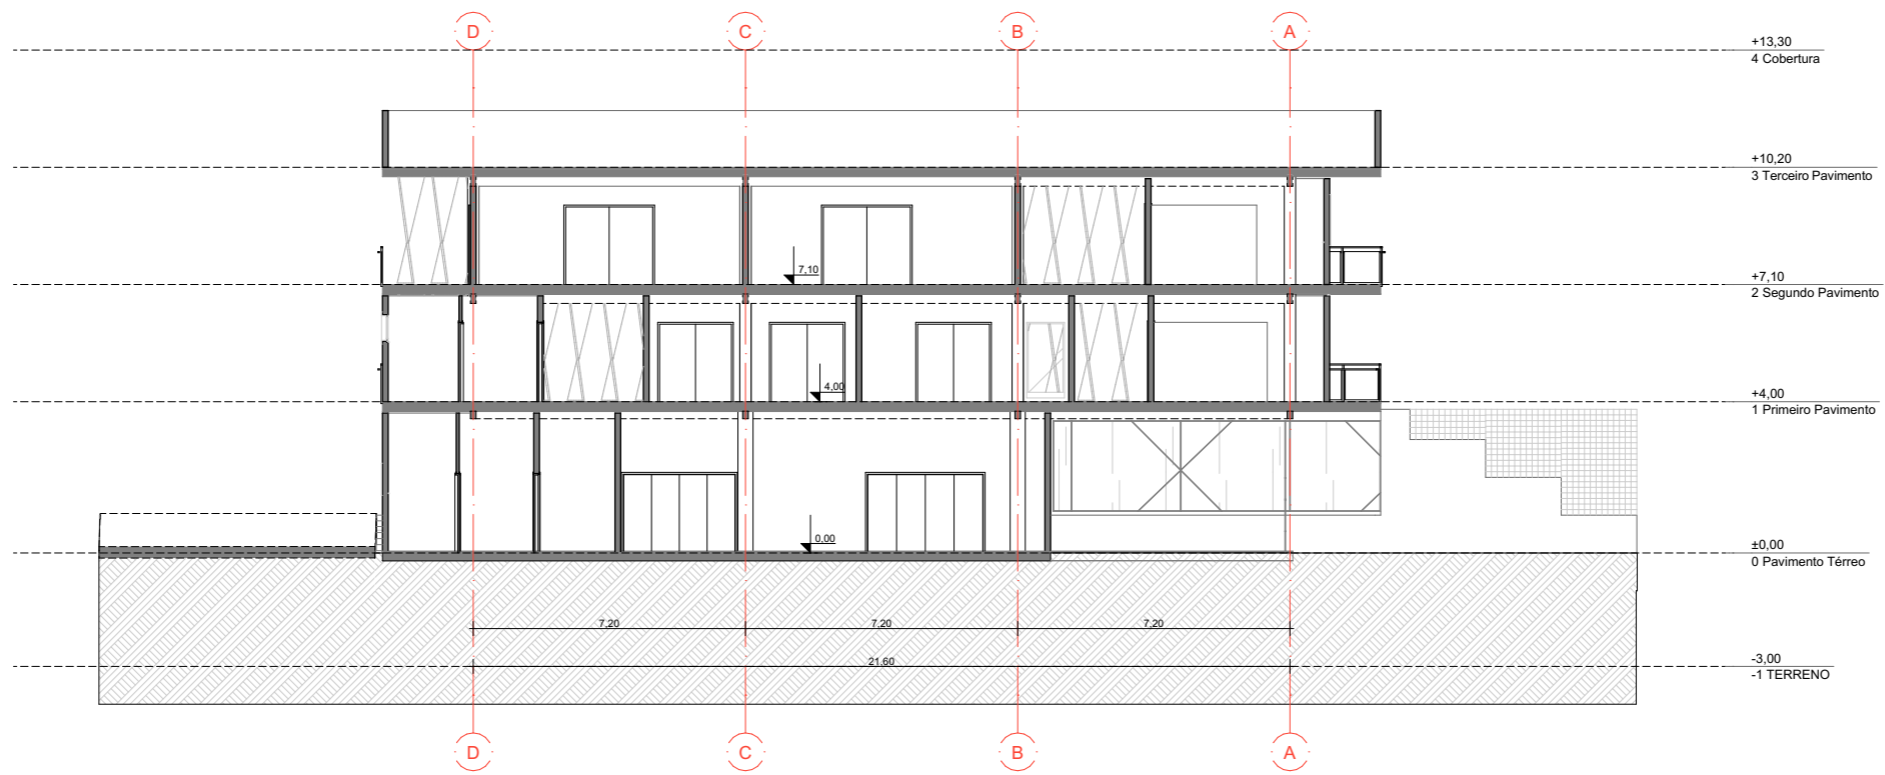 D
C
B
A
+13,30
4 Cobertura
+10,20
3 Terceiro Pavimento
7,10
+7,10
2 Segundo Pavimento
4,00
+4,00
1 Primeiro Pavimento
0,00
±0,00
0 Pavimento Térreo
7,20
7,20
7,20
21,60
-3,00
-1 TERRENO
D
C
B
A